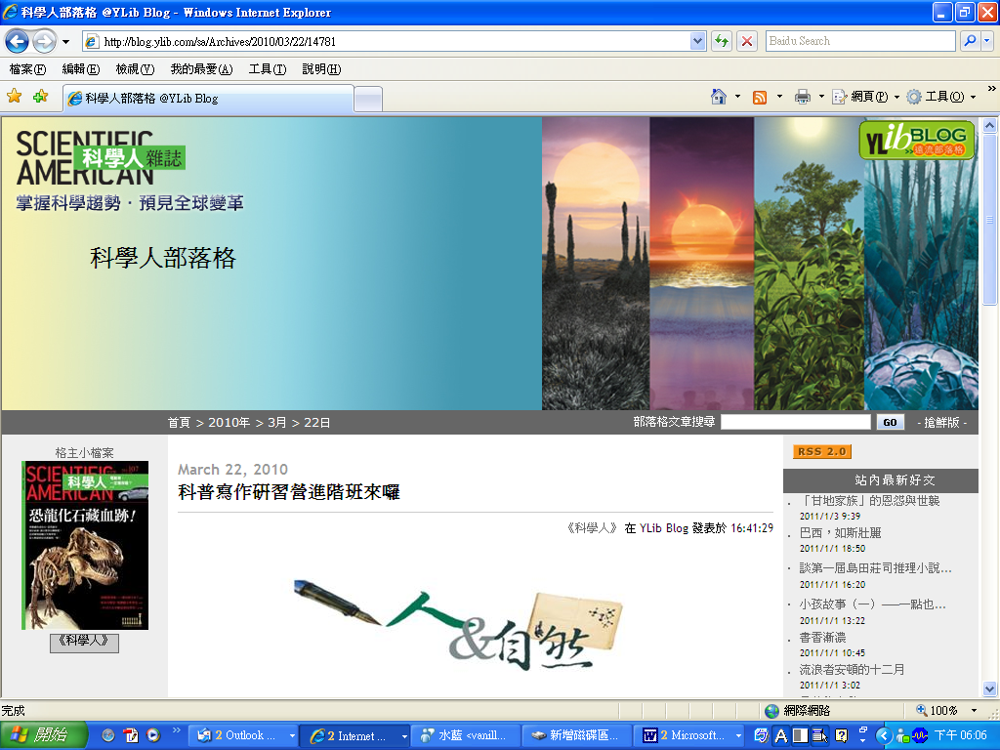 科學人部落格 @YLib Blog - Windows Internet Explorer
http://blog.ylib.com/sa/Archives/2010/03/22/14781
Baidu Search
檔案(F) 編輯(E) 檢視(V) 我的最愛(A) 工具(T) 說明(H)
科學人部落格 @YLib Blog
網頁(P) 工具(O)
SCIENTIFIC
科學人雜誌
AMERICAN
掌握科學趨勢・預見全球變革
YLib BLOG
遠流部落格
科學人部落格
首頁 > 2010年 > 3月 > 22日
部落格文章搜尋 GO - 搶鮮版 -
格主小檔案
SCIENTIFIC
科學人
AMERICAN
恐龍化石藏血跡!
《科學人》
March 22, 2010
科普寫作研習營進階班來囉
《科學人》 在 YLib Blog 發表於 16:41:29
人&自然
RSS 2.0
站內最新好文
「甘地家族」的恩怨與世襲
2011/1/3 9:39
巴西，如斯壯麗
2011/1/1 18:50
談第一屆島田莊司推理小說...
2011/1/1 16:20
小孩故事（一）——一點也...
2011/1/1 13:22
書香漸濃
2011/1/1 10:45
流浪者安頓的十二月
2011/1/1 3:02
完成
網際網路 100%
開始
2 Outlook ...
2 Internet ...
水藍 <vanill...
新增磁碟區...
2 Microsoft...
下午 06:06